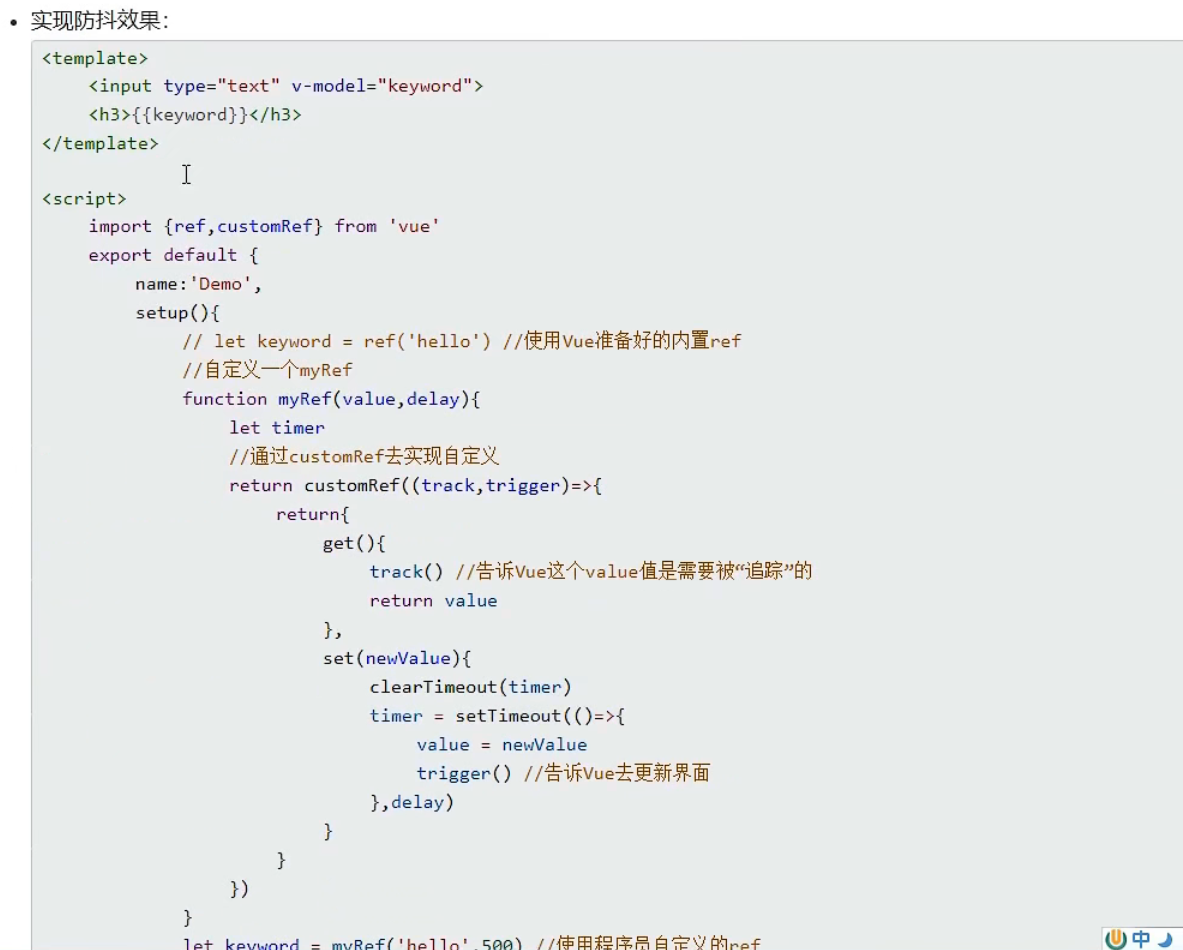 实现防抖效果：
<template>
    <input type="text" v-model="keyword">
    <h3>{{keyword}}</h3>
</template>

<script>
    import {ref,customRef} from 'vue'
    export default {
        name:'Demo',
        setup(){
            // let keyword = ref('hello') //使用Vue准备好的内置ref
            //自定义一个myRef
            function myRef(value,delay){
                let timer
                //通过customRef去实现自定义
                return customRef((track,trigger)=>{
                    return{
                        get(){
                            track() //告诉Vue这个value值是需要被“追踪”的
                            return value
                        },
                        set(newValue){
                            clearTimeout(timer)
                            timer = setTimeout(()=>{
                                value = newValue
                                trigger() //告诉Vue去更新界面
                            },delay)
                        }
                    }
                })
            }
            let keyword = myRef('hello',500) //使用程序员自定义的ref
中